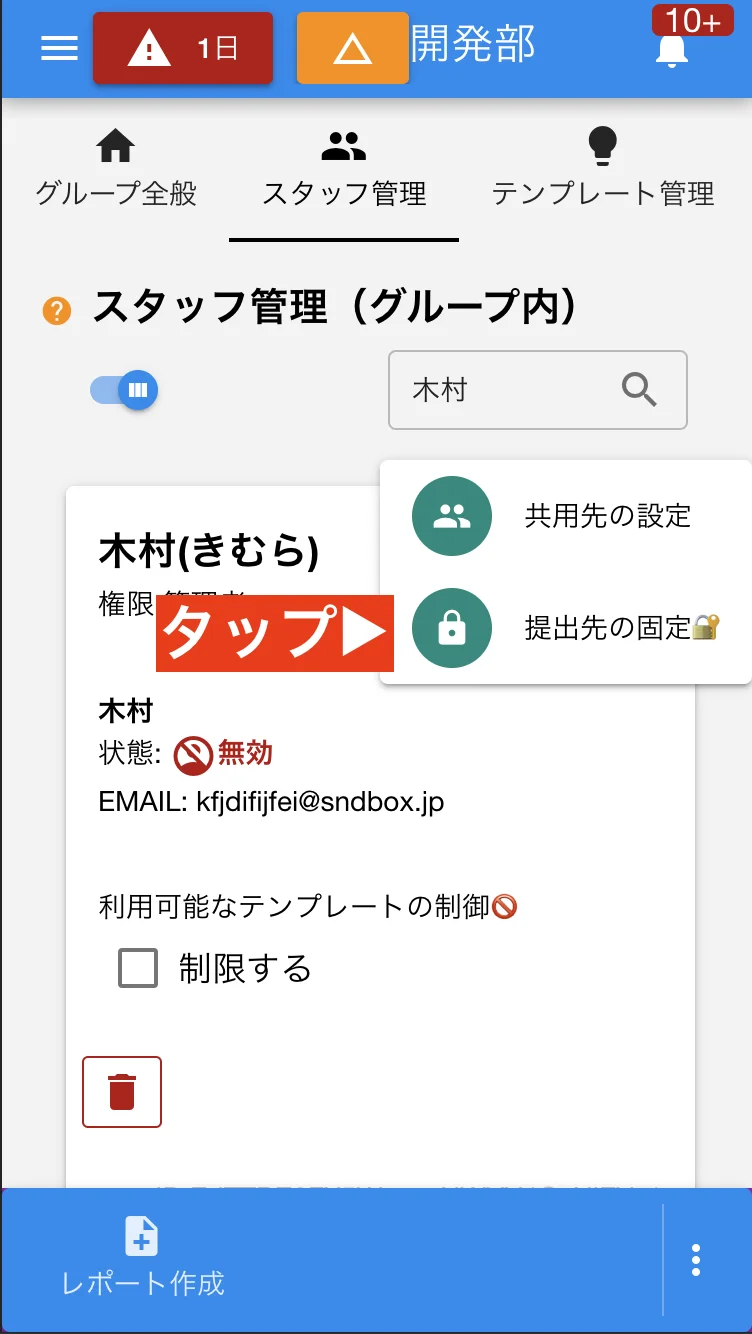 1日
開発部
10+
グループ全般
スタッフ管理
テンプレート管理
スタッフ管理（グループ内）
木村
共用先の設定
木村(きむら)
権限
タップ▶
提出先の固定🔐
木村
状態: 無効
EMAIL: kfjdifijfei@sndbox.jp
利用可能なテンプレートの制御🚫
制限する
レポート作成